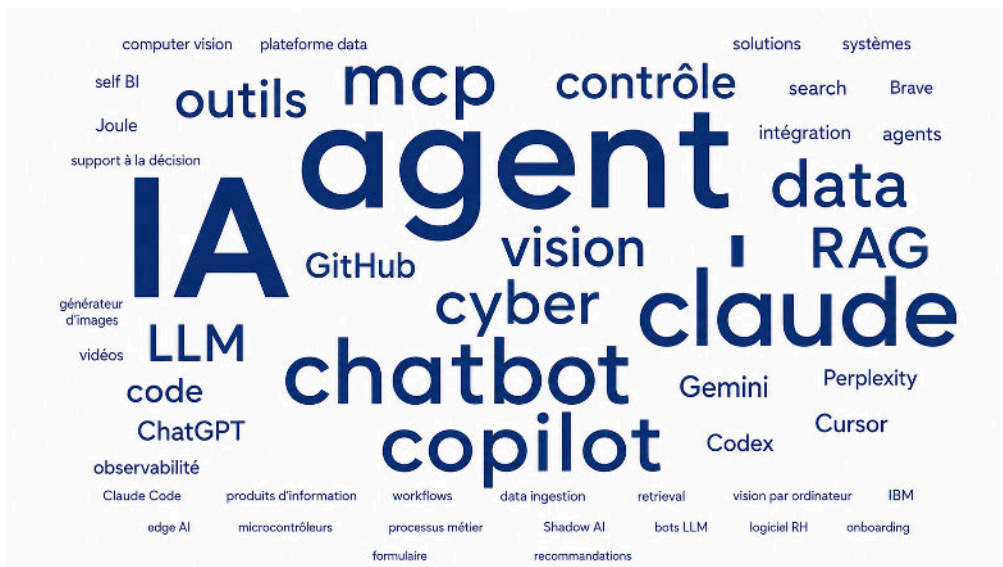 computer vision
plateforme data
solutions
systèmes
self BI
outils
mcp
contrôle
search
Brave
Joule
agent
intégration
agents
support à la décision
IA
data
GitHub
vision
RAG
générateur
d'images
cyber
claude
vidéos
LLM
chatbot
code
Gemini
Perplexity
ChatGPT
copilot
Codex
Cursor
observabilité
Claude Code
produits d'information
workflows
data ingestion
retrieval
vision par ordinateur
IBM
edge AI
microcontrôleurs
processus métier
Shadow AI
bots LLM
logiciel RH
onboarding
formulaire
recommandations